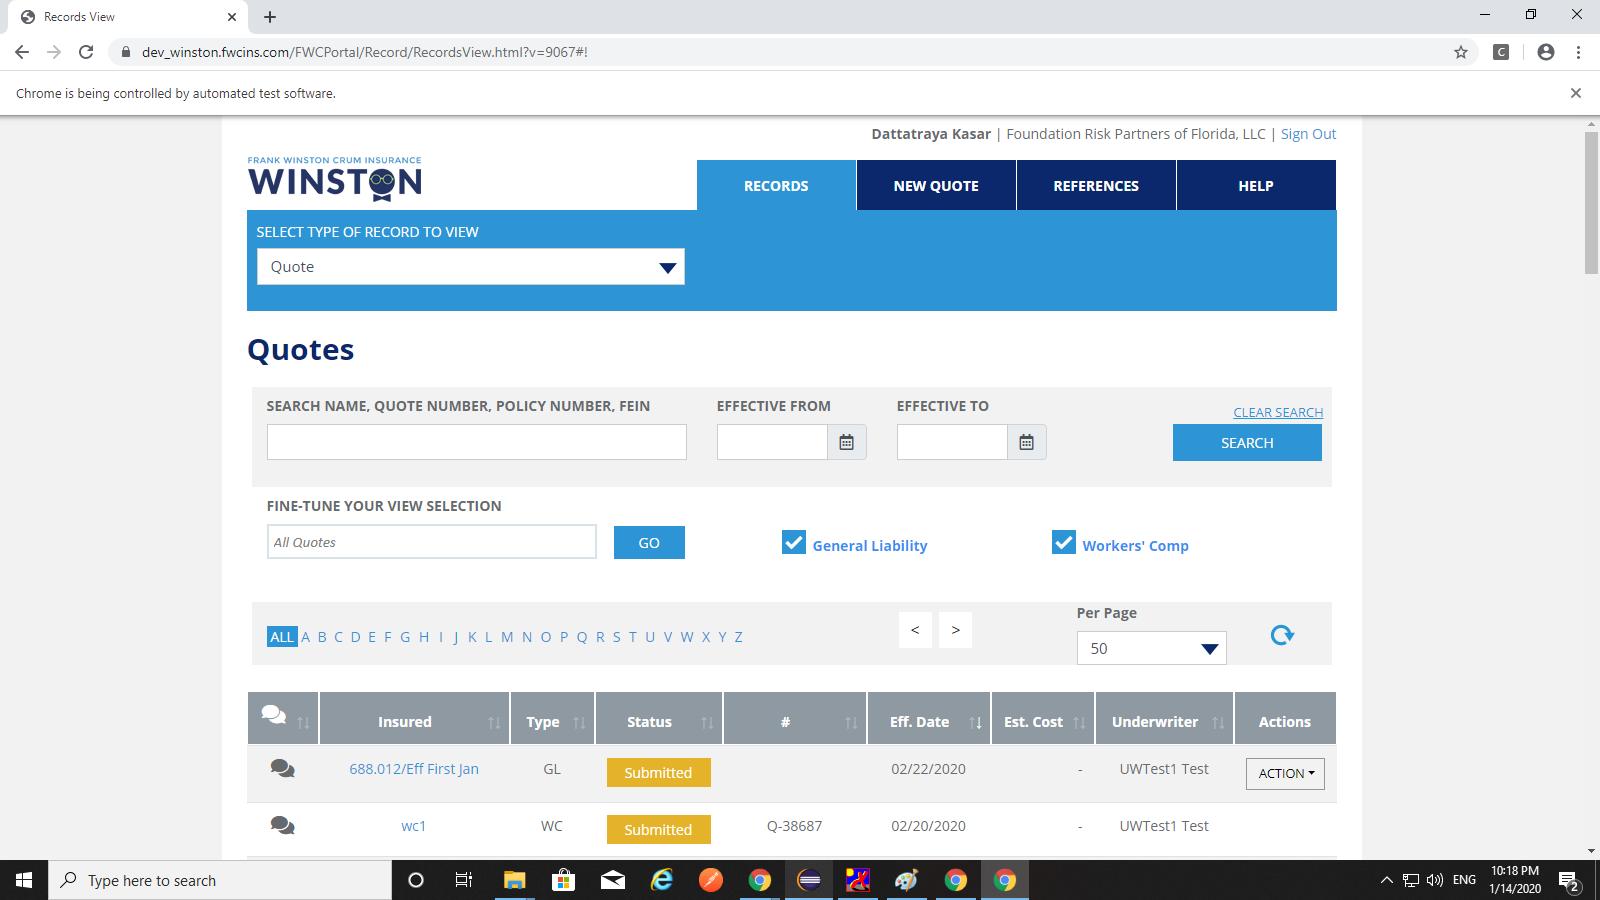 Records View
dev_winston.fwcins.com/FWCPortal/Record/RecordsView.html?v=9067#!
C
Chrome is being controlled by automated test software.
Dattatraya Kasar | Foundation Risk Partners of Florida, LLC | Sign Out
FRANK WINSTON CRUM INSURANCE
WINSTON
RECORDS NEW QUOTE REFERENCES HELP
SELECT TYPE OF RECORD TO VIEW
Quote
Quotes
SEARCH NAME, QUOTE NUMBER, POLICY NUMBER, FEIN EFFECTIVE FROM EFFECTIVE TO CLEAR SEARCH
SEARCH
FINE-TUNE YOUR VIEW SELECTION
All Quotes GO General Liability Workers' Comp
ALL A B C D E F G H I J K L M N O P Q R S T U V W X Y Z < > Per Page
50
Insured Type Status # Eff. Date Est. Cost Underwriter Actions
688.012/Eff First Jan GL Submitted 02/22/2020 - UWTest1 Test ACTION
wc1 WC Submitted Q-38687 02/20/2020 - UWTest1 Test
Type here to search ENG 10:18 PM
1/14/2020 2